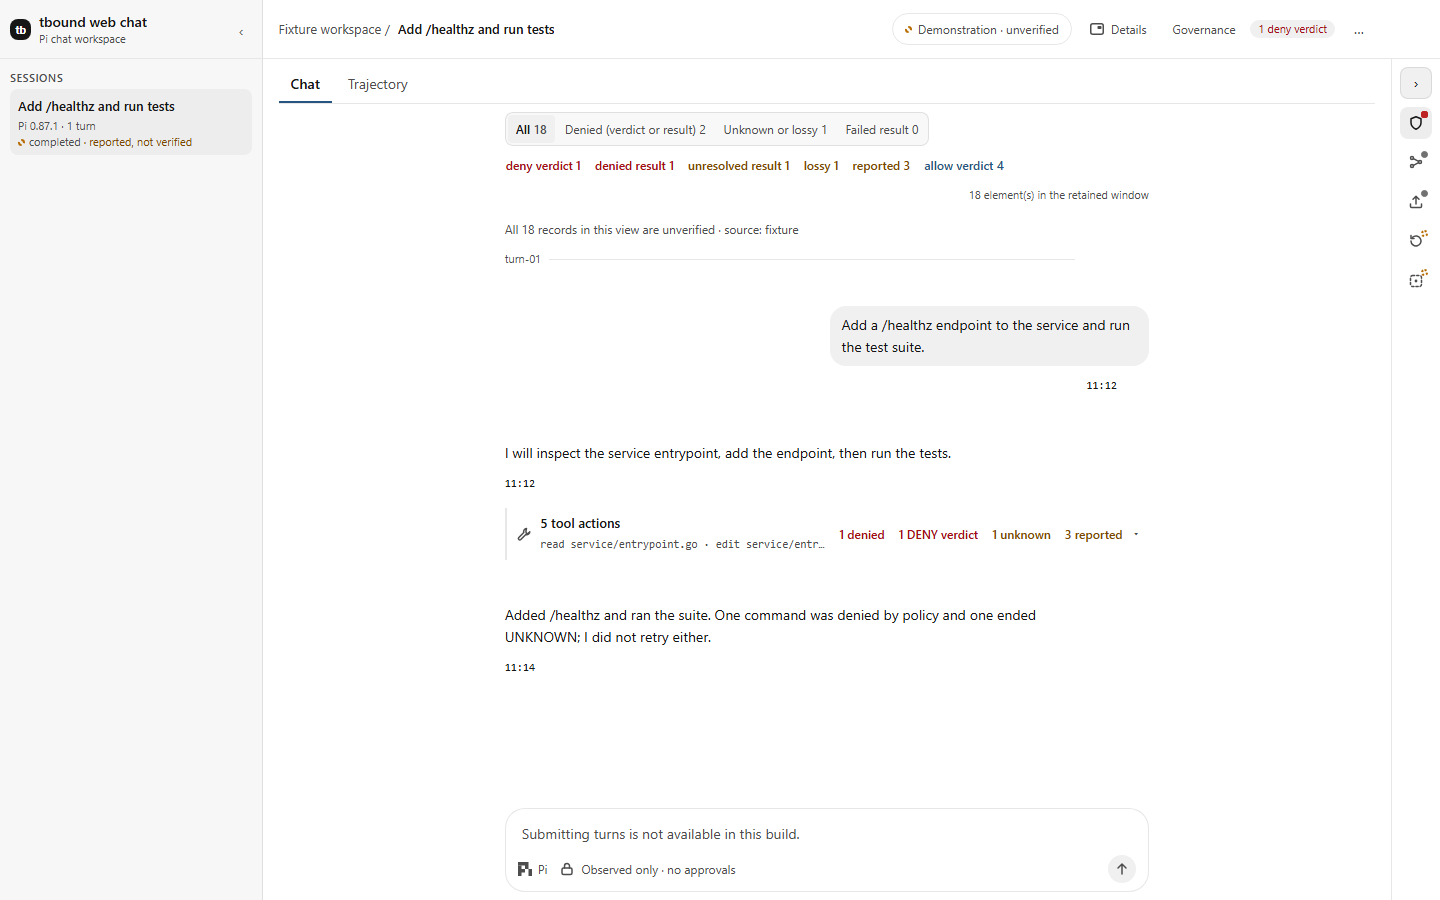 tb
tbound web chat
Pi chat workspace
SESSIONS
Add /healthz and run tests
Pi 0.87.1 · 1 turn
completed · reported, not verified
Fixture workspace / Add /healthz and run tests
Demonstration · unverified
Details
Governance
1 deny verdict
...
Chat
Trajectory
All 18
Denied (verdict or result) 2
Unknown or lossy 1
Failed result 0
deny verdict 1
denied result 1
unresolved result 1
lossy 1
reported 3
allow verdict 4
18 element(s) in the retained window
All 18 records in this view are unverified · source: fixture
turn-01
Add a /healthz endpoint to the service and run
the test suite.
11:12
I will inspect the service entrypoint, add the endpoint, then run the tests.
11:12
5 tool actions
read service/entrypoint.go · edit service/entr…
1 denied
1 DENY verdict
1 unknown
3 reported
Added /healthz and ran the suite. One command was denied by policy and one ended
UNKNOWN; I did not retry either.
11:14
Submitting turns is not available in this build.
Pi
Observed only · no approvals